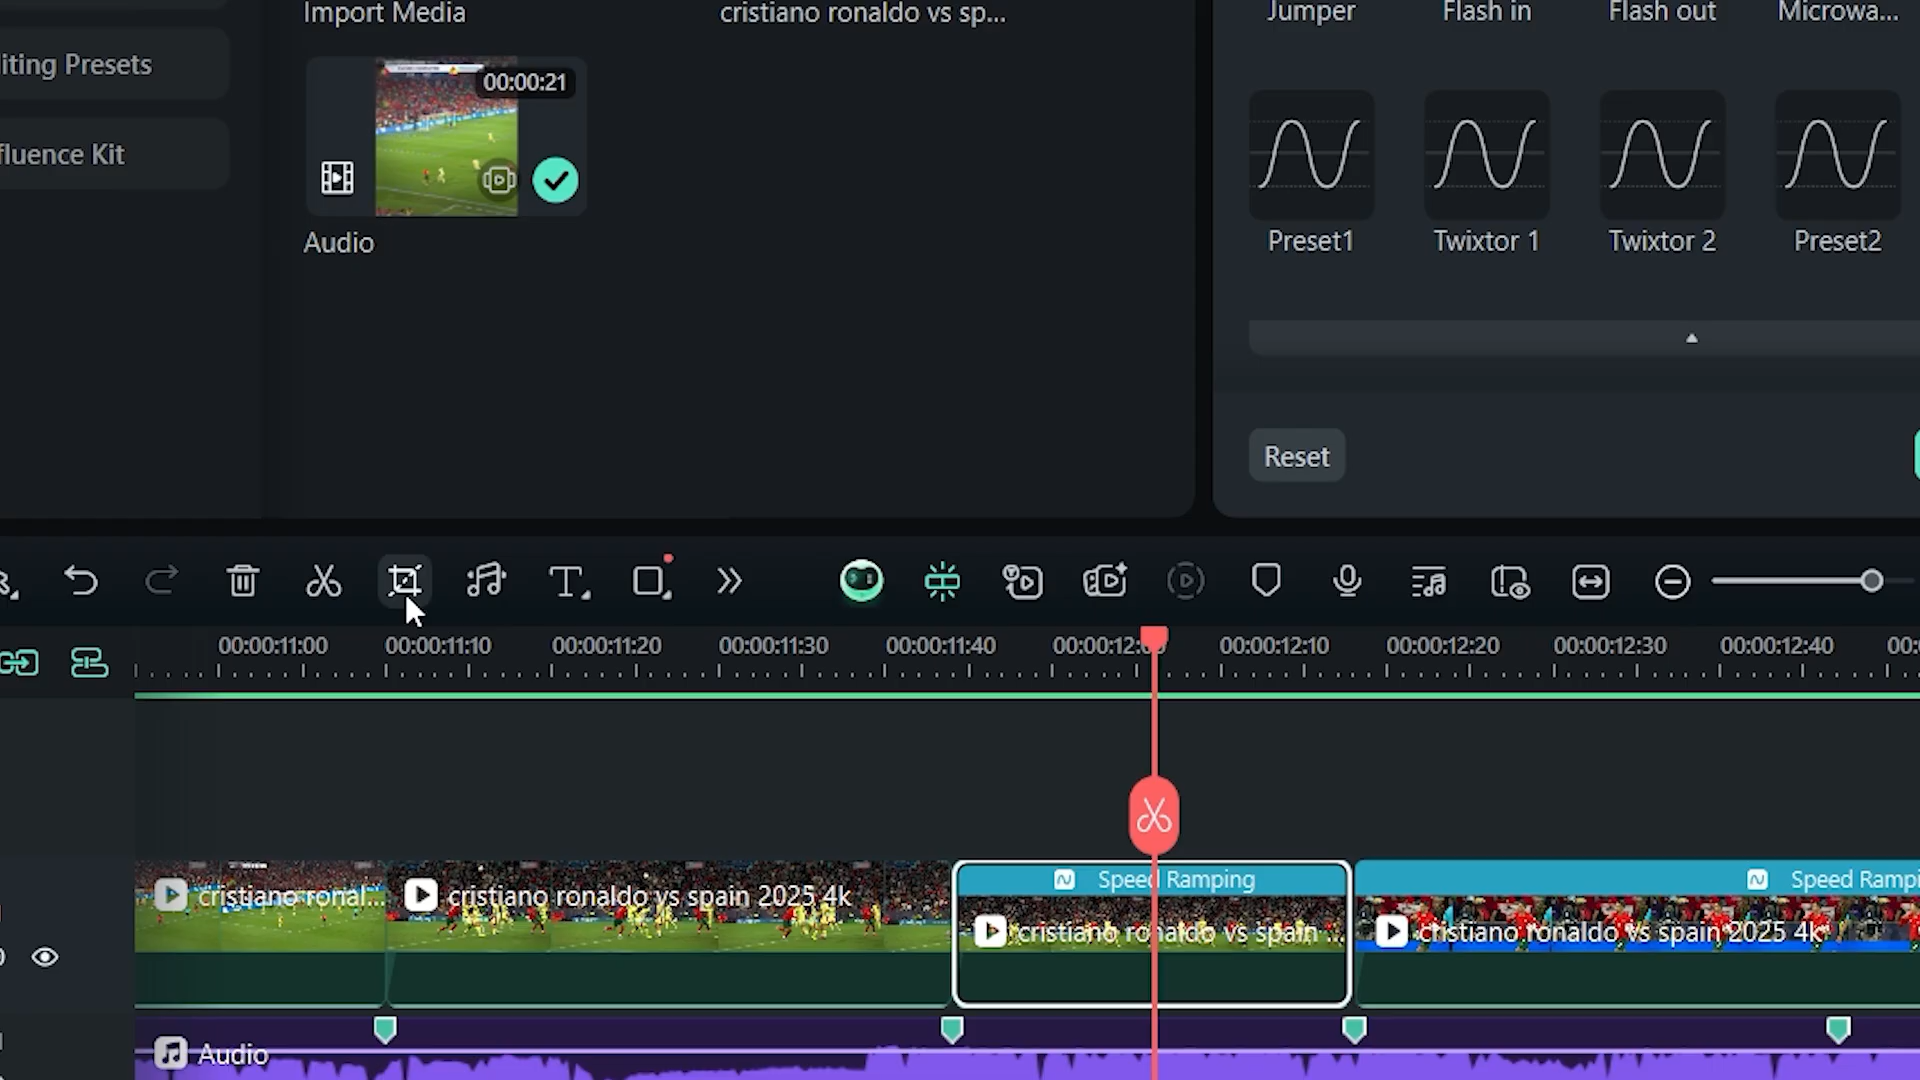 Import Media
cristiano ronaldo vs sp...
Jumper
Flash in
Flash out
Microwa...
iting Presets
fluence Kit
00:00:21
Audio
Preset1
Twixtor 1
Twixtor 2
Preset2
Reset
00:00:11:00
00:00:11:10
00:00:11:20
00:00:11:30
00:00:11:40
00:00:12:0
00:00:12:10
00:00:12:20
00:00:12:30
00:00:12:40
00:
Speed Ramping
Speed Rampi
cristiano ronal...
cristiano ronaldo vs spain 2025 4k
cristiano ronaldo vs spain ...
cristiano ronaldo vs spain 2025 4k
Audio